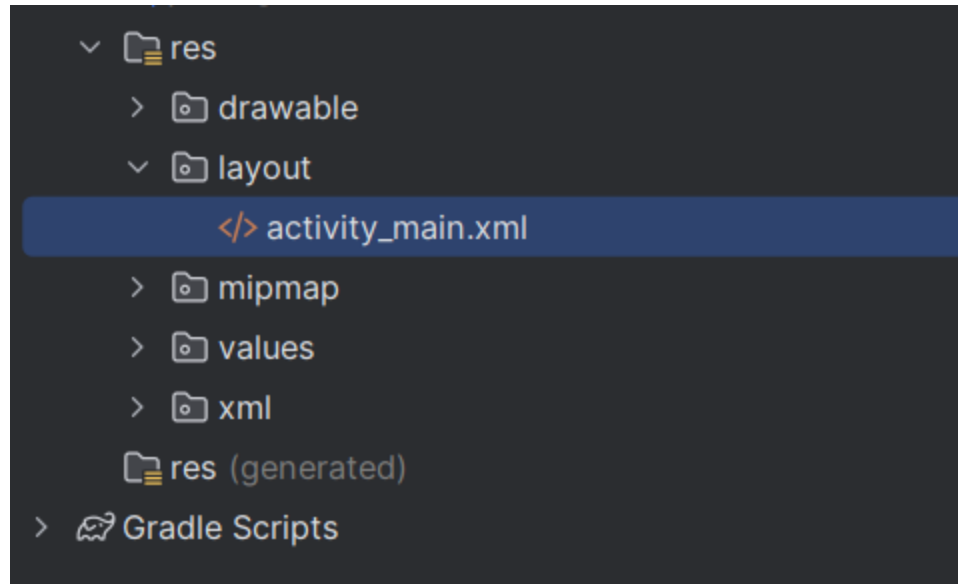 res
drawable
layout
</> activity_main.xml
mipmap
values
xml
res (generated)
Gradle Scripts